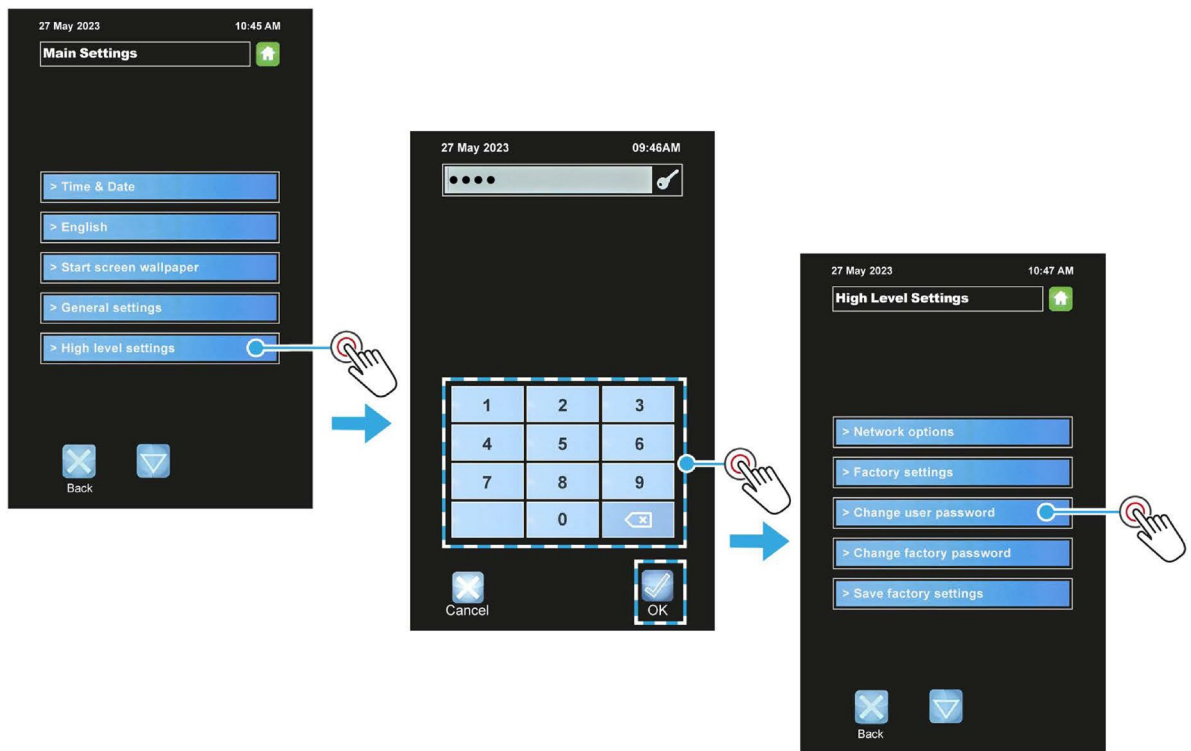 27 May 2023 10:45 AM
Main Settings
> Time & Date
> English
> Start screen wallpaper
> General settings
> High level settings
Back
27 May 2023 09:46AM
••••
1 2 3
4 5 6
7 8 9
0
Cancel OK
27 May 2023 10:47 AM
High Level Settings
> Network options
> Factory settings
> Change user password
> Change factory password
> Save factory settings
Back